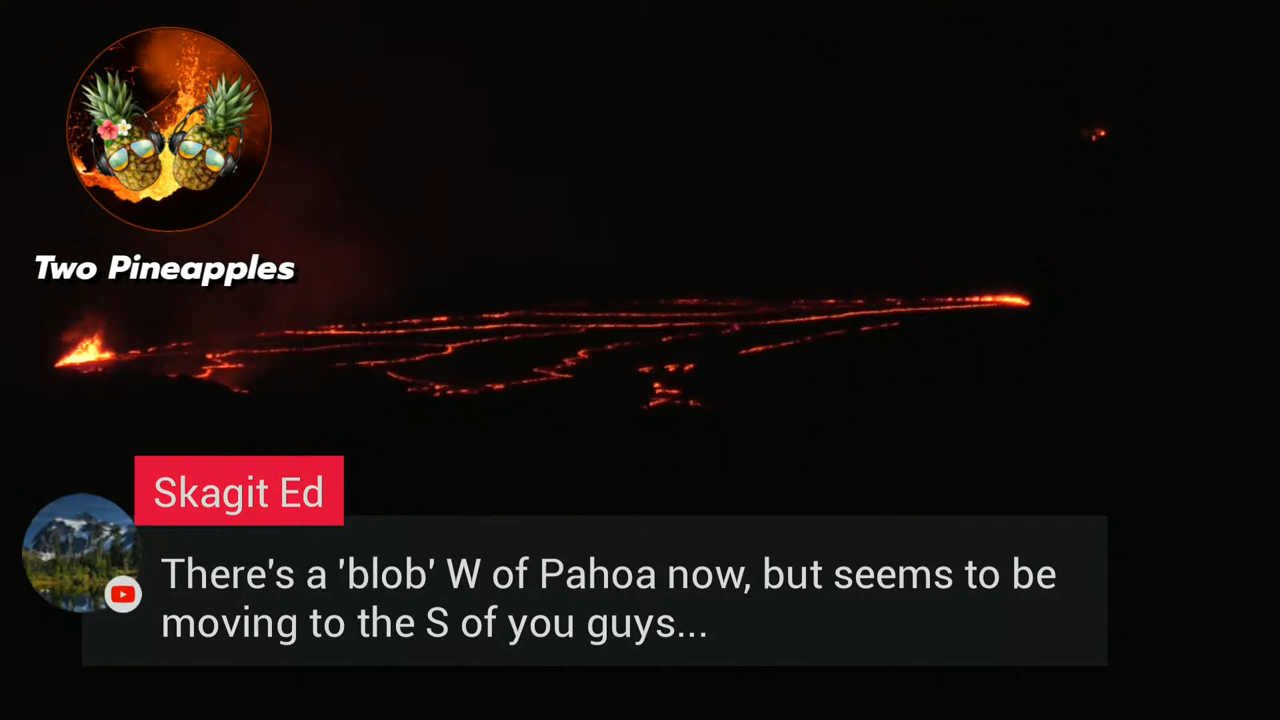 Two Pineapples
Skagit Ed
There's a 'blob' W of Pahoa now, but seems to be
moving to the S of you guys...